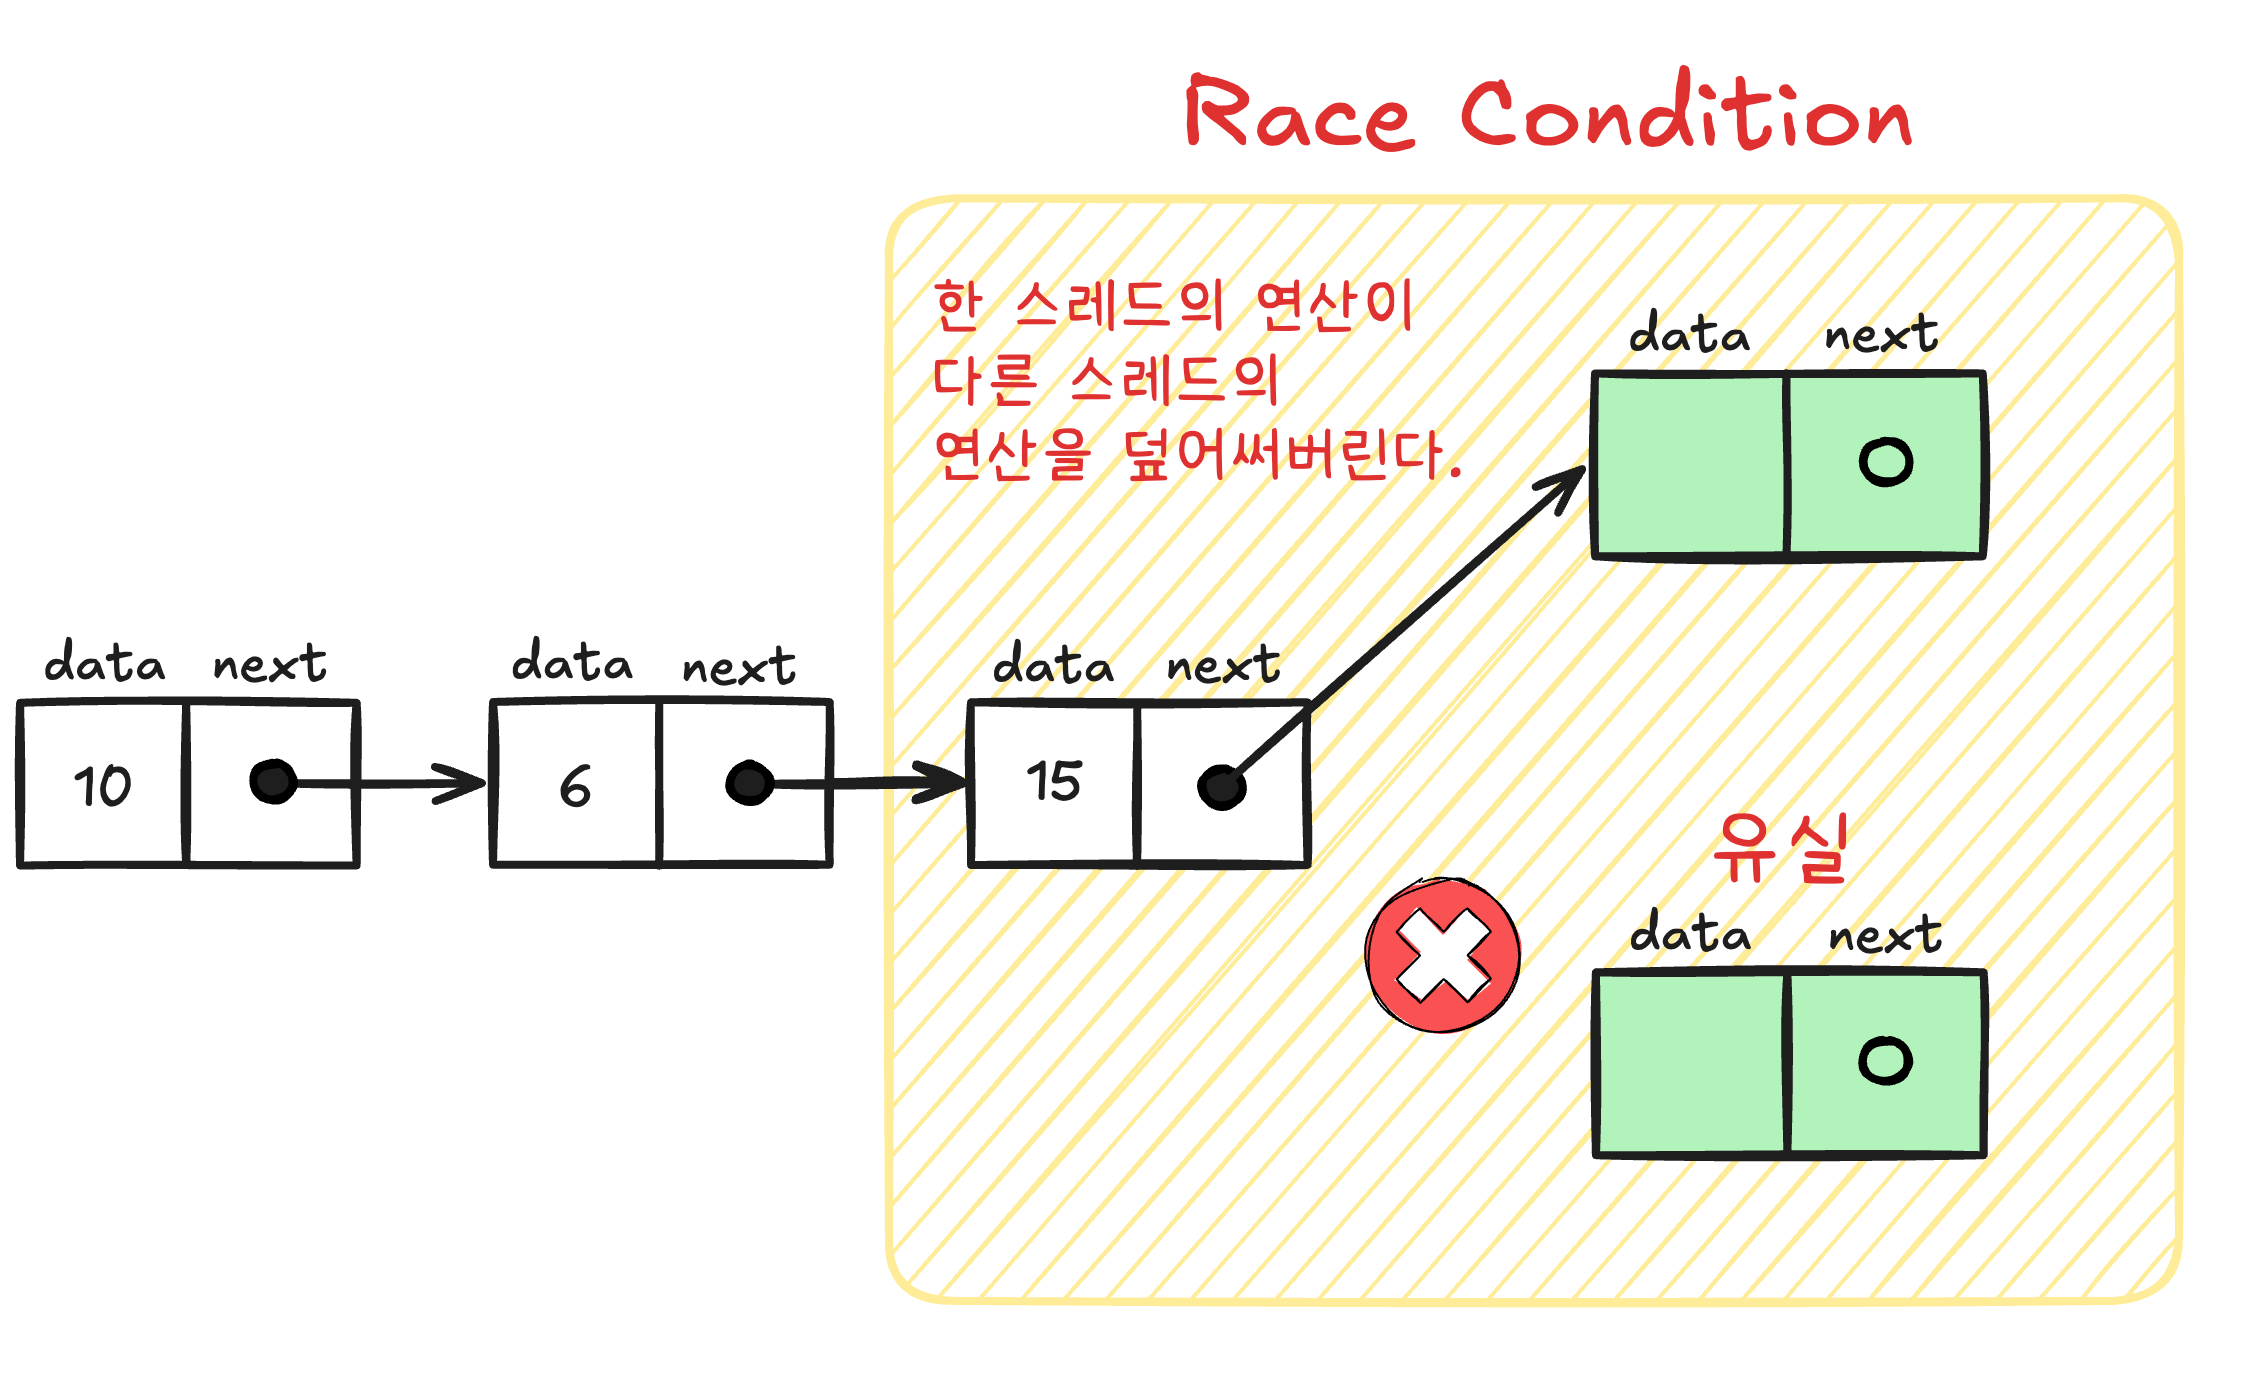 Race Condition
한 스레드의 연산이
다른 스레드의
연산을 덮어써버린다.
data next
data next
10
data next
6
data next
15
유실
data next